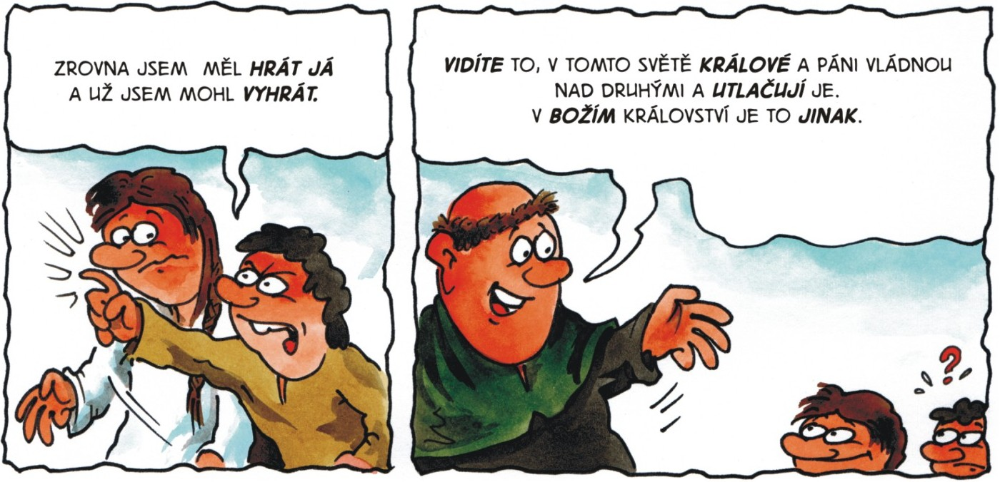 ZROVNA JSEM MĚL HRÁT JÁ
A UŽ JSEM MOHL VYHRÁT.
VIDÍTE TO, V TOMTO SVĚTĚ KRÁLOVÉ A PÁNI VLÁDNOU
NAD DRUHÝMI A UTLAČUJÍ JE.
V BOŽÍM KRÁLOVSTVÍ JE TO JINAK.
?